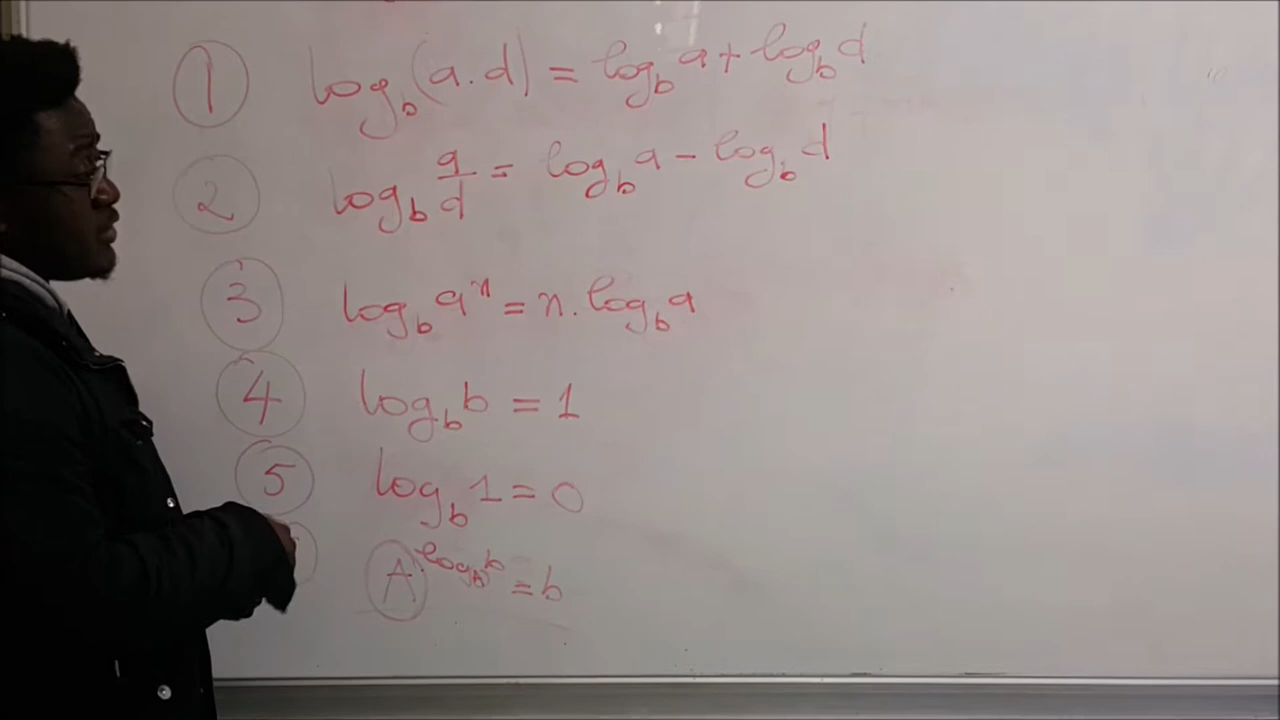 ① log_b(a.d) = log_b a + log_b d
② log_b a/d = log_b a - log_b d
③ log_b a^n = n.log_b a
④ log_b b = 1
⑤ log_b 1 = 0
A^log_A b = b